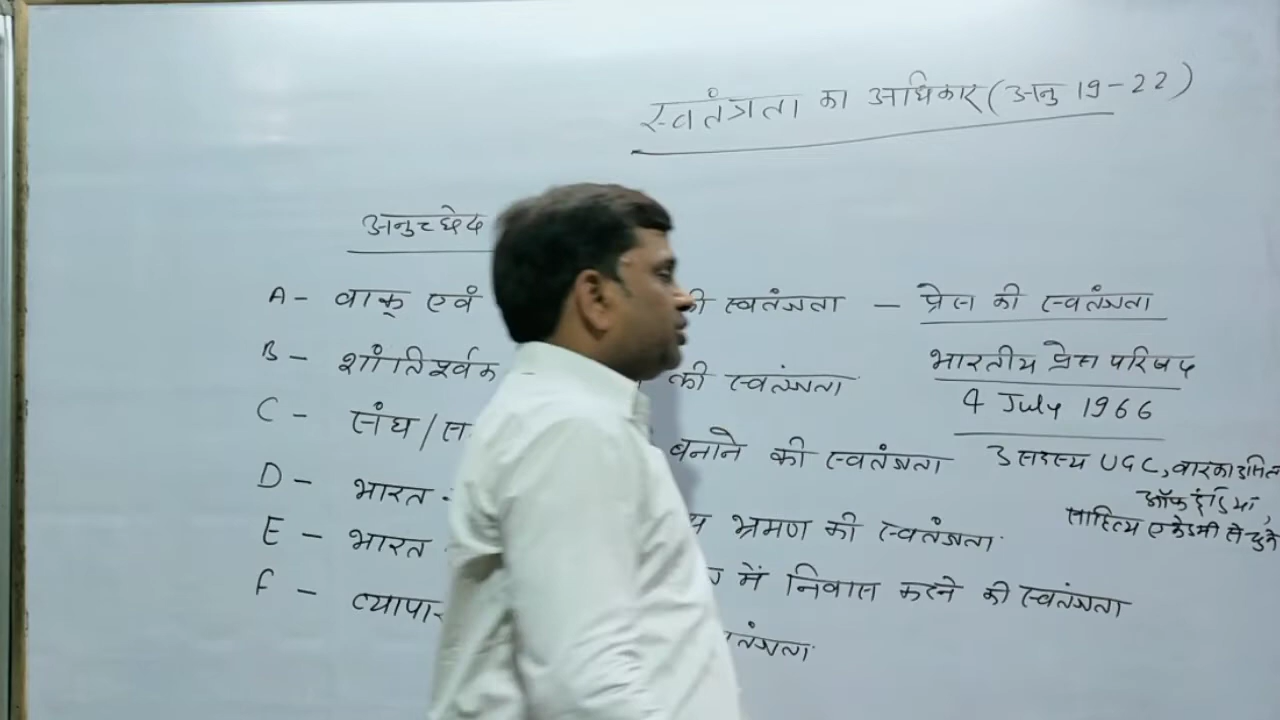 स्वतंत्रता का अधिकार (अनु 19-22)
अनुच्छेद
A - वाक् एवं की स्वतंत्रता - प्रेस की स्वतंत्रता
B - शांतिपूर्वक की स्वतंत्रता
भारतीय प्रेस परिषद
4 July 1966
C - संघ/स बनाने की स्वतंत्रता
3 सदस्य UGC, बारकाउंसिल
ऑफ इंडिया,
साहित्य एकेडमी से चुने
D - भारत भ्रमण की स्वतंत्रता
E - भारत में निवास करने की स्वतंत्रता
F - व्यापार